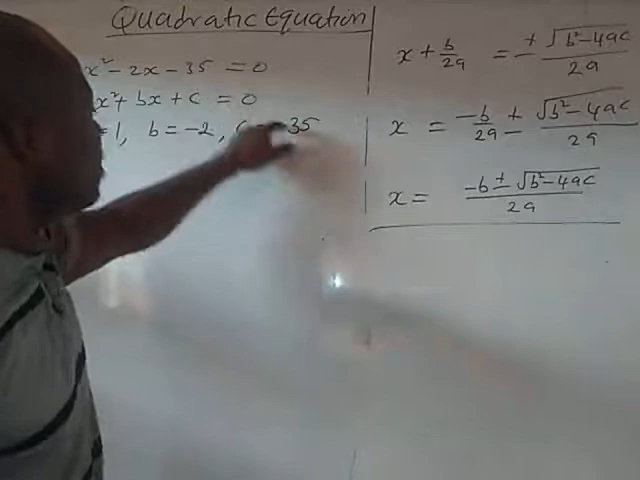 Quadratic Equation
x² - 2x - 35 = 0
x² + bx + c = 0
= 1, b = -2, 35
x + b/2a = ± √b²-4ac / 2a
x = -b/2a ± √b²-4ac / 2a
x = -b ± √b²-4ac / 2a